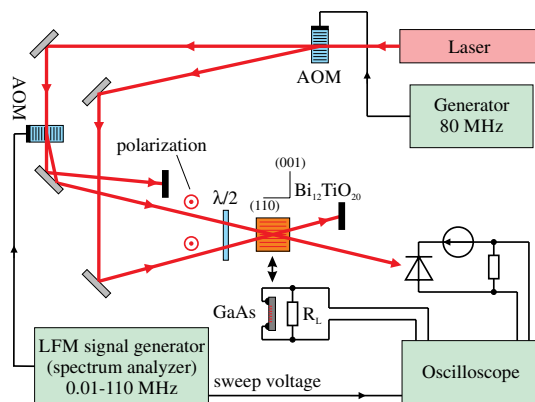 Laser
AOM
Generator
80 MHz
AOM
polarization
λ/2
(001)
(110)
Bi₁₂TiO₂₀
GaAs
R_L
LFM signal generator
(spectrum analyzer)
0.01-110 MHz
sweep voltage
Oscilloscope